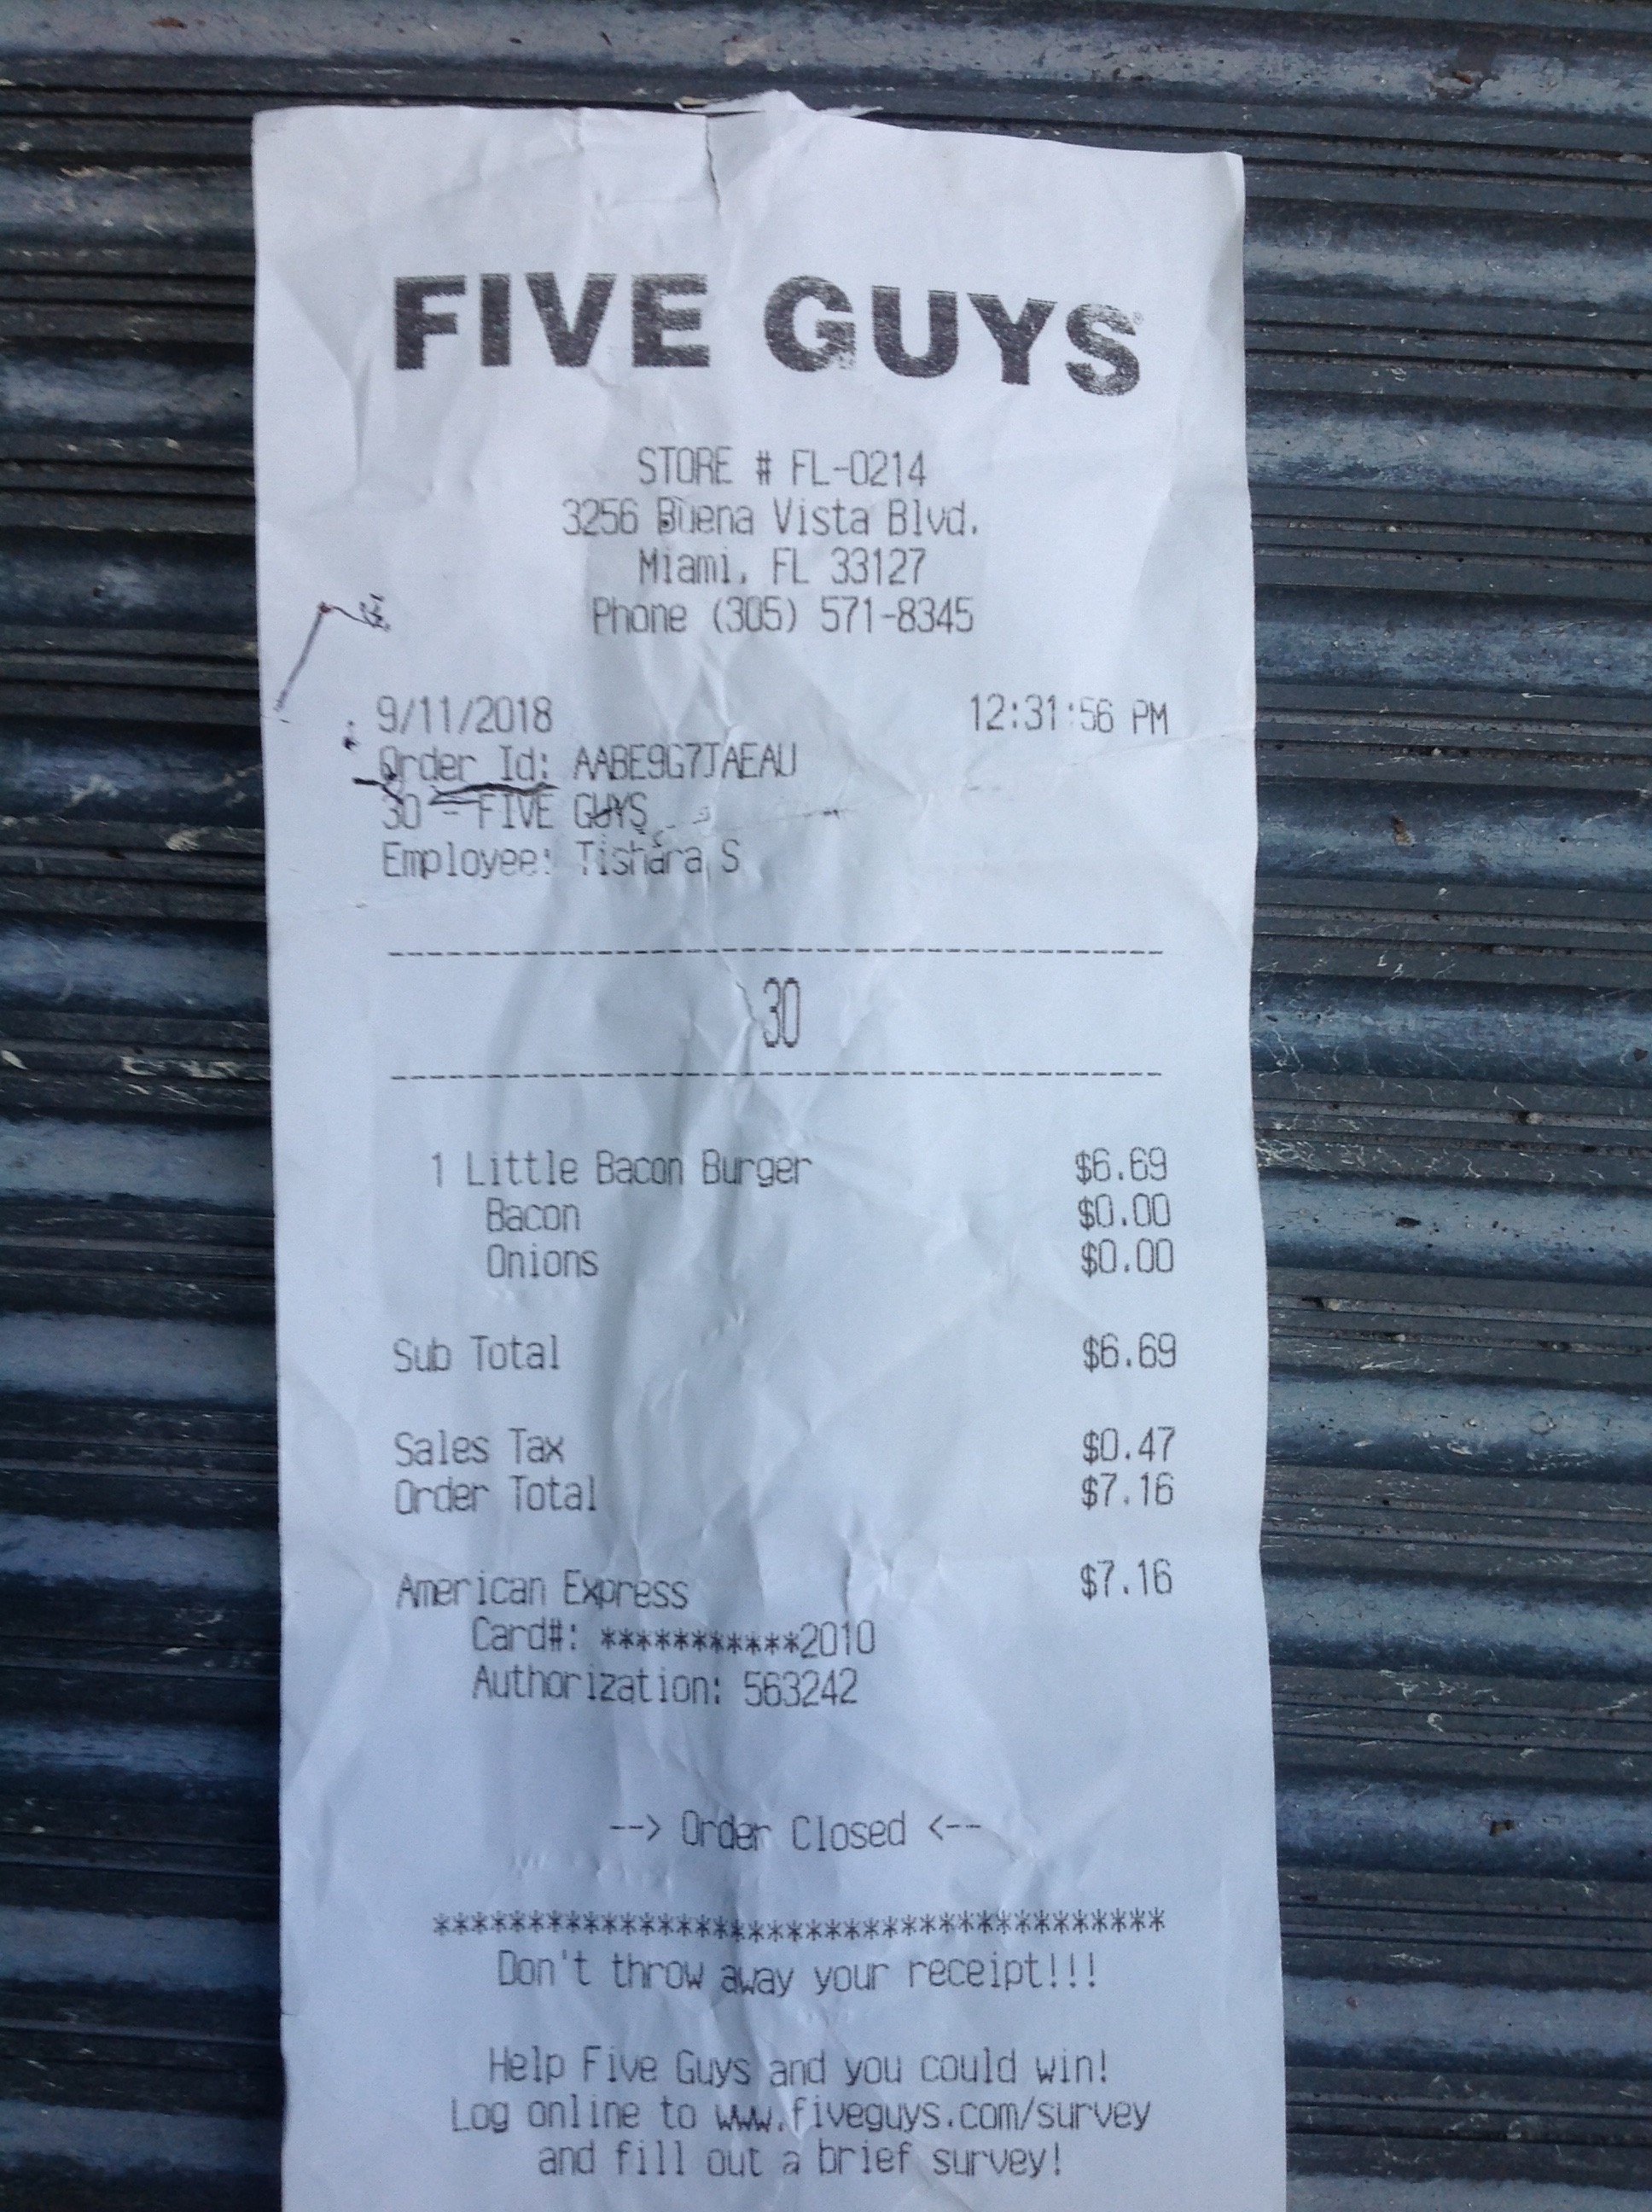 FIVE GUYS®
STORE # FL-0214
3256 Buena Vista Blvd.
Miami, FL 33127
Phone (305) 571-8345
9/11/2018 12:31:56 PM
Order Id: AABE9G7JAEAU
30 - FIVE GUYS
Employee: Tishara S
30
1 Little Bacon Burger $6.69
Bacon $0.00
Onions $0.00
Sub Total $6.69
Sales Tax $0.47
Order Total $7.16
American Express $7.16
Card#: ***********2010
Authorization: 563242
--> Order Closed <--
***************************************
Don't throw away your receipt!!!
Help Five Guys and you could win!
Log online to www.fiveguys.com/survey
and fill out a brief survey!